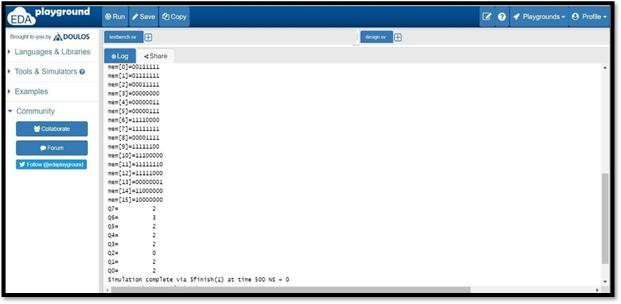 EDA playground
Run Save Copy Playgrounds Profile
Brought to you by DOULOS
testbench.sv
design.sv
Languages & Libraries
Tools & Simulators
Examples
Community
Collaborate
Forum
Follow @edaplayground
Log Share
mem[0]=00111111
mem[1]=01111111
mem[2]=00011111
mem[3]=00000000
mem[4]=00000011
mem[5]=00000111
mem[6]=11110000
mem[7]=11111111
mem[8]=00001111
mem[9]=11111100
mem[10]=11100000
mem[11]=11111110
mem[12]=11111000
mem[13]=00000001
mem[14]=11000000
mem[15]=10000000
Q7= 2
Q6= 3
Q5= 2
Q4= 2
Q3= 2
Q2= 0
Q1= 2
Q0= 2
Simulation complete via $finish(1) at time 500 NS + 0